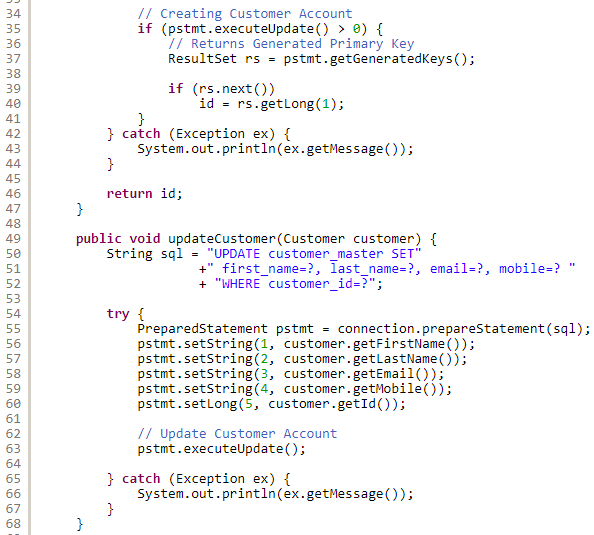 34 // Creating Customer Account
35 if (pstmt.executeUpdate() > 0) {
36 // Returns Generated Primary Key
37 ResultSet rs = pstmt.getGeneratedKeys();
38
39 if (rs.next())
40 id = rs.getLong(1);
41 }
42 } catch (Exception ex) {
43 System.out.println(ex.getMessage());
44 }
45
46 return id;
47 }
48
49 public void updateCustomer(Customer customer) {
50 String sql = "UPDATE customer_master SET"
51 +" first_name=?, last_name=?, email=?, mobile=? "
52 + "WHERE customer_id=?";
53
54 try {
55 PreparedStatement pstmt = connection.prepareStatement(sql);
56 pstmt.setString(1, customer.getFirstName());
57 pstmt.setString(2, customer.getLastName());
58 pstmt.setString(3, customer.getEmail());
59 pstmt.setString(4, customer.getMobile());
60 pstmt.setLong(5, customer.getId());
61
62 // Update Customer Account
63 pstmt.executeUpdate();
64
65 } catch (Exception ex) {
66 System.out.println(ex.getMessage());
67 }
68 }